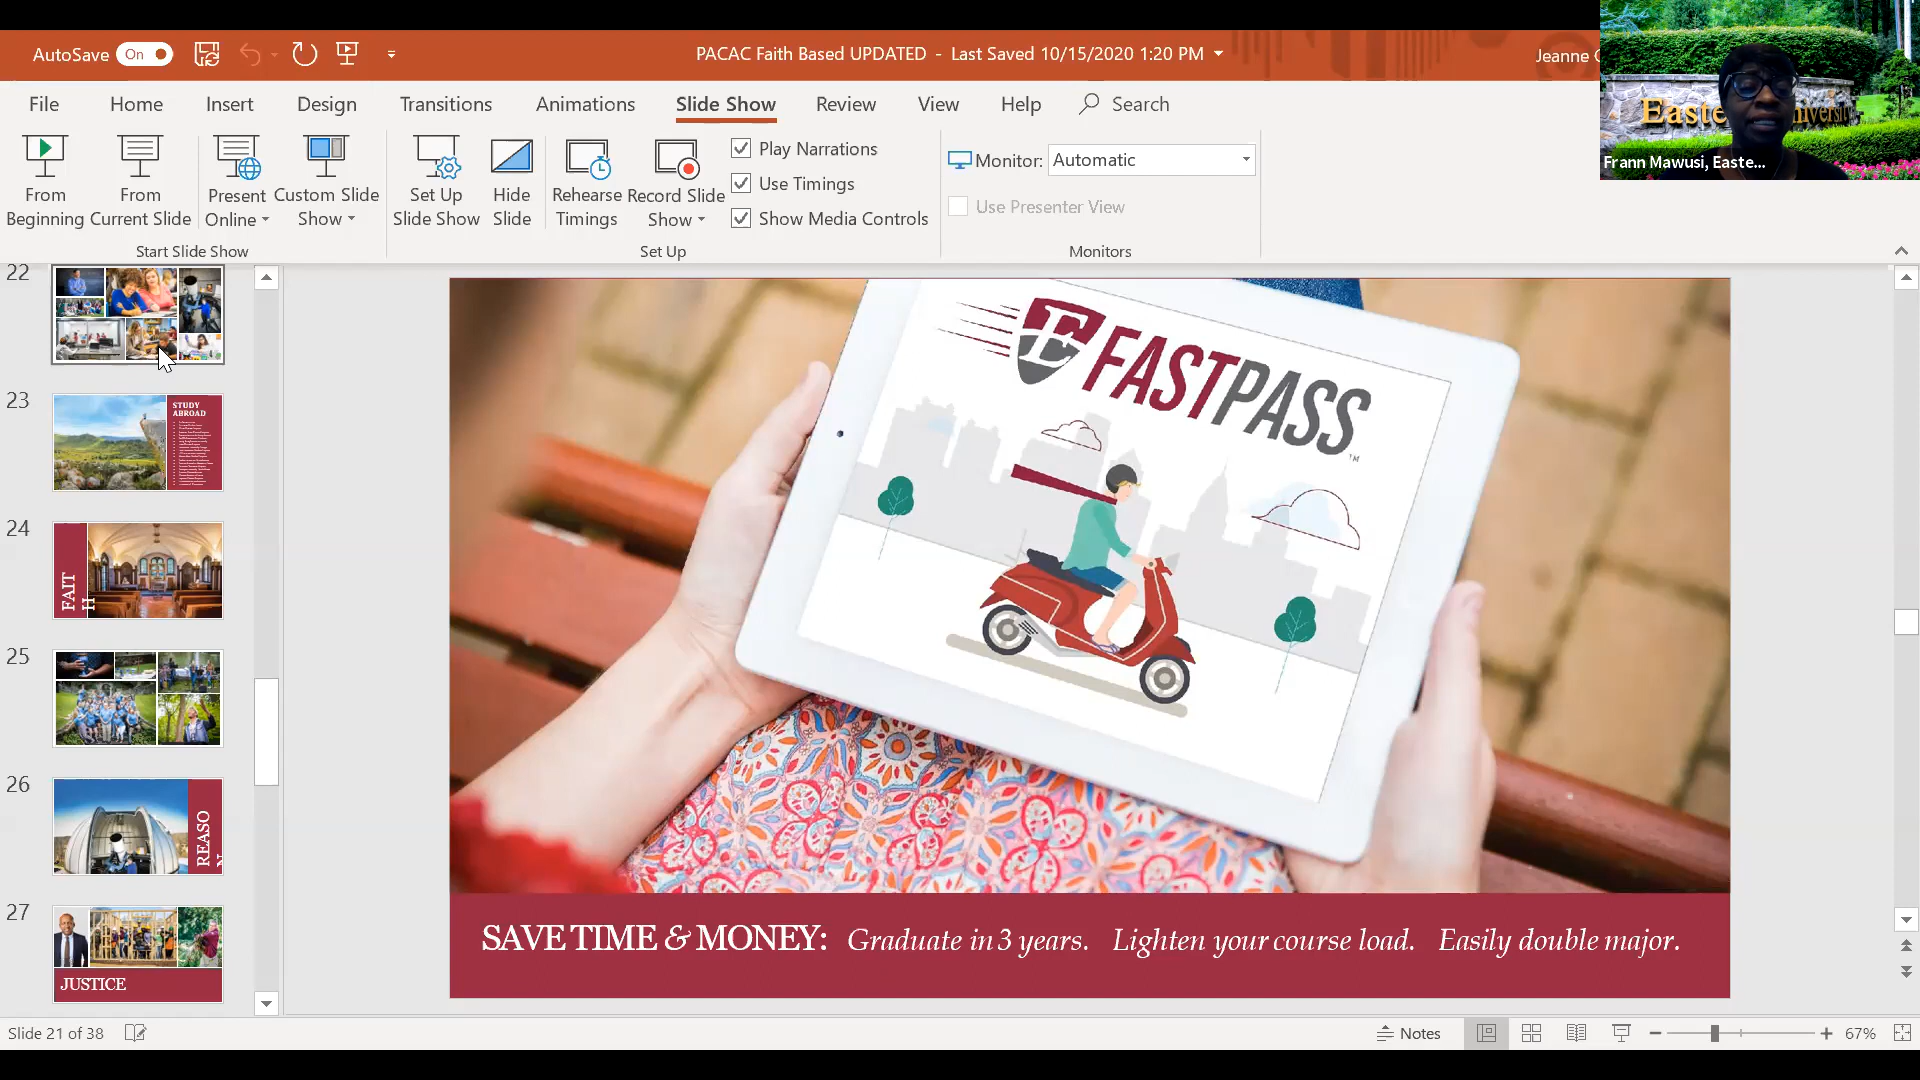 AutoSave On
PACAC Faith Based UPDATED - Last Saved 10/15/2020 1:20 PM
Jeanne
File Home Insert Design Transitions Animations Slide Show Review View Help Search
From Beginning
From Current Slide
Present Online
Custom Slide Show
Start Slide Show
Set Up Slide Show
Hide Slide
Rehearse Timings
Record Slide Show
Play Narrations
Use Timings
Show Media Controls
Set Up
Monitor: Automatic
Use Presenter View
Monitors
Frann Mawusi, Easte...
22
23
STUDY
ABROAD
24
FAIT
H
25
26
REASO
N
27
JUSTICE
E FASTPASS™
SAVE TIME & MONEY: Graduate in 3 years. Lighten your course load. Easily double major.
Slide 21 of 38
Notes
67%